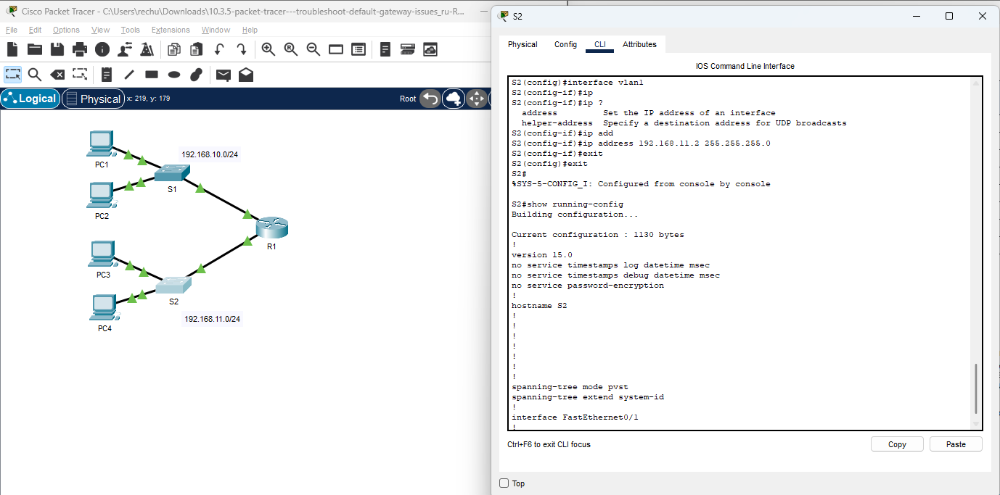 Cisco Packet Tracer - C:\Users\rechu\Downloads\10.3.5-packet-tracer---troubleshoot-default-gateway-issues_ru-R...
File Edit Options View Tools Extensions Window Help
Logical
Physical
x: 219, y: 179
Root
PC1
192.168.10.0/24
S1
PC2
R1
PC3
S2
192.168.11.0/24
PC4
S2
Physical Config CLI Attributes
IOS Command Line Interface
S2(config)#interface vlan1
S2(config-if)#ip
S2(config-if)#ip ?
address Set the IP address of an interface
helper-address Specify a destination address for UDP broadcasts
S2(config-if)#ip add
S2(config-if)#ip address 192.168.11.2 255.255.255.0
S2(config-if)#exit
S2(config)#exit
S2#
%SYS-5-CONFIG_I: Configured from console by console
S2#show running-config
Building configuration...
Current configuration : 1130 bytes
!
version 15.0
no service timestamps log datetime msec
no service timestamps debug datetime msec
no service password-encryption
!
hostname S2
!
!
!
!
!
!
!
spanning-tree mode pvst
spanning-tree extend system-id
!
interface FastEthernet0/1
!
Ctrl+F6 to exit CLI focus
Copy
Paste
Top